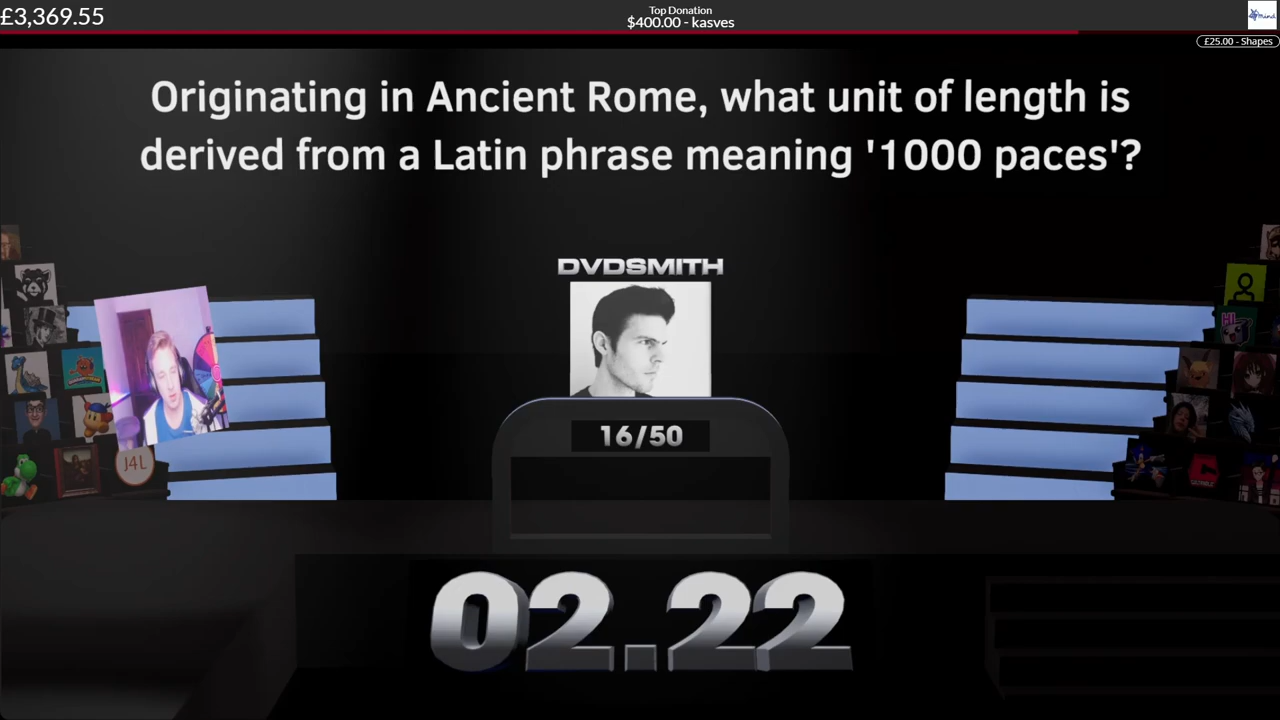 £3,369.55
Top Donation
$400.00 - kasves
mind
£25.00 - Shapes
Originating in Ancient Rome, what unit of length is
derived from a Latin phrase meaning '1000 paces'?
DVDSMITH
16/50
J4L
02.22